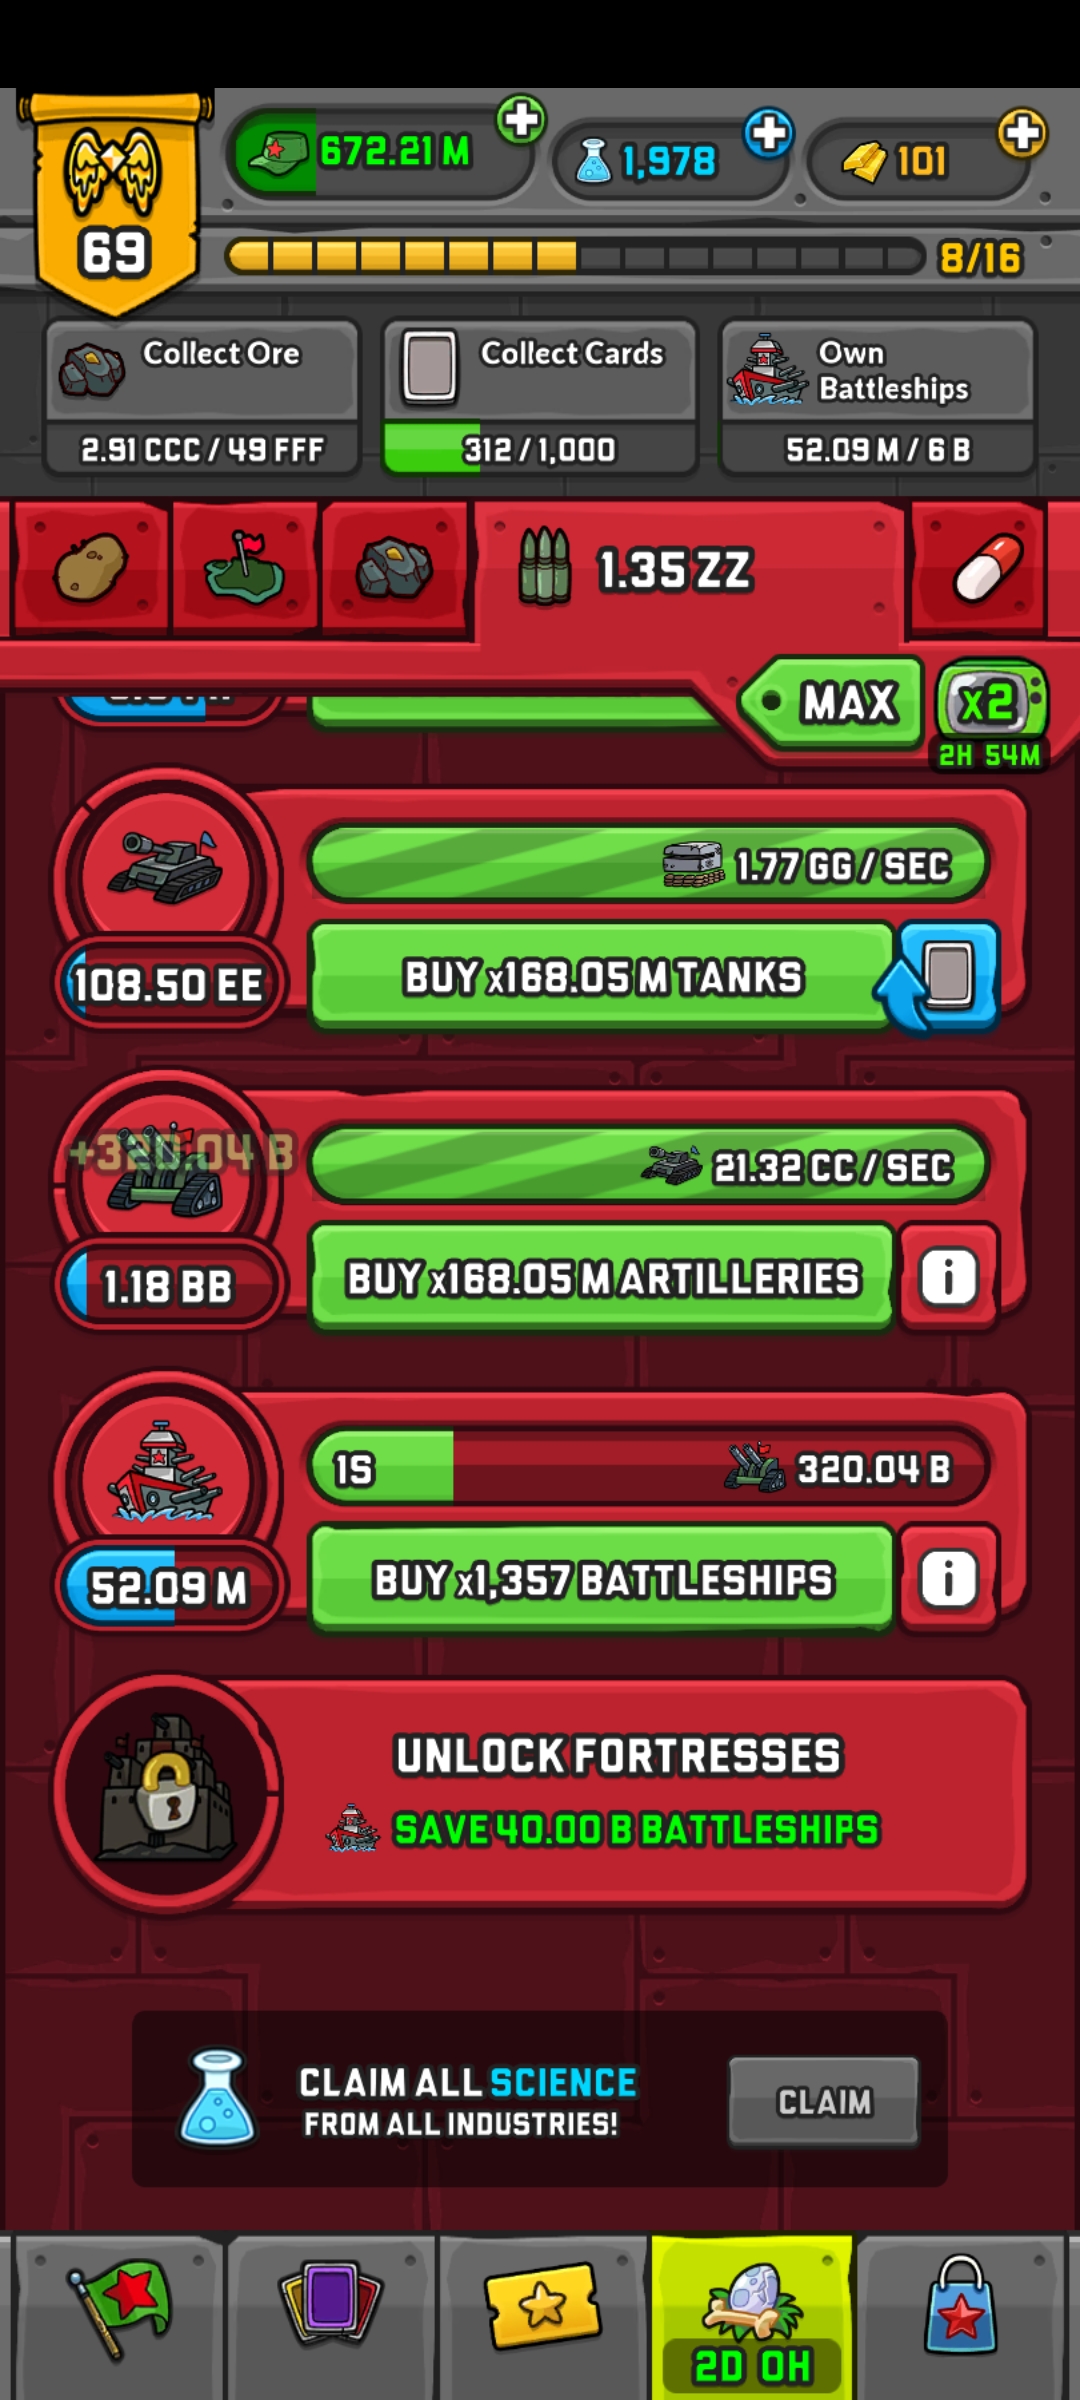 672.21 M
1,978
101
69
8/16
Collect Ore
2.91 CCC / 49 FFF
Collect Cards
312 / 1,000
Own
Battleships
52.09 M / 6 B
1.35 ZZ
MAX
x2
2H 54M
1.77 GG / SEC
108.50 EE
BUY x168.05 M TANKS
21.32 CC / SEC
1.18 BB
BUY x168.05 M ARTILLERIES
i
1S
320.04 B
52.09 M
BUY x1,357 BATTLESHIPS
i
UNLOCK FORTRESSES
SAVE 40.00 B BATTLESHIPS
CLAIM ALL SCIENCE
FROM ALL INDUSTRIES!
CLAIM
2D 0H